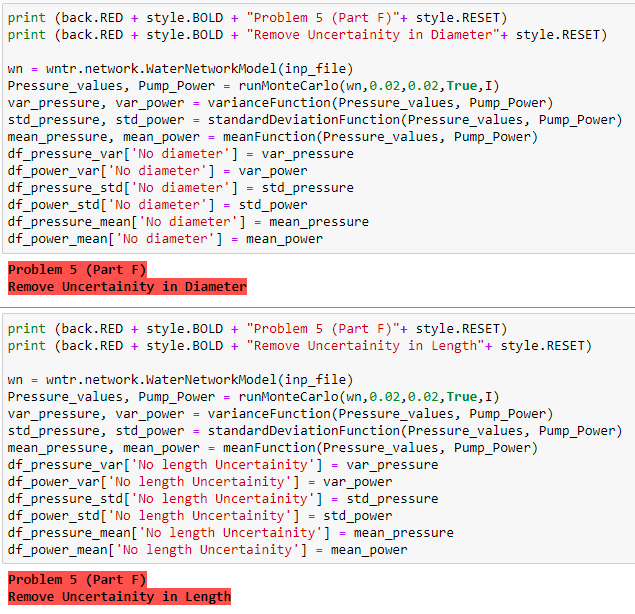 print (back.RED + style.BOLD + "Problem 5 (Part F)"+ style.RESET)
print (back.RED + style.BOLD + "Remove Uncertainity in Diameter"+ style.RESET)
wn = wntr.network.WaterNetworkModel(inp_file)
Pressure_values, Pump_Power = runMonteCarlo(wn,0.02,0.02,True,I)
var_pressure, var_power = varianceFunction(Pressure_values, Pump_Power)
std_pressure, std_power = standardDeviationFunction(Pressure_values, Pump_Power)
mean_pressure, mean_power = meanFunction(Pressure_values, Pump_Power)
df_pressure_var['No diameter'] = var_pressure
df_power_var['No diameter'] = var_power
df_pressure_std['No diameter'] = std_pressure
df_power_std['No diameter'] = std_power
df_pressure_mean['No diameter'] = mean_pressure
df_power_mean['No diameter'] = mean_power
Problem 5 (Part F)
Remove Uncertainity in Diameter
print (back.RED + style.BOLD + "Problem 5 (Part F)"+ style.RESET)
print (back.RED + style.BOLD + "Remove Uncertainity in Length"+ style.RESET)
wn = wntr.network.WaterNetworkModel(inp_file)
Pressure_values, Pump_Power = runMonteCarlo(wn,0.02,0.02,True,I)
var_pressure, var_power = varianceFunction(Pressure_values, Pump_Power)
std_pressure, std_power = standardDeviationFunction(Pressure_values, Pump_Power)
mean_pressure, mean_power = meanFunction(Pressure_values, Pump_Power)
df_pressure_var['No length Uncertainity'] = var_pressure
df_power_var['No length Uncertainity'] = var_power
df_pressure_std['No length Uncertainity'] = std_pressure
df_power_std['No length Uncertainity'] = std_power
df_pressure_mean['No length Uncertainity'] = mean_pressure
df_power_mean['No length Uncertainity'] = mean_power
Problem 5 (Part F)
Remove Uncertainity in Length